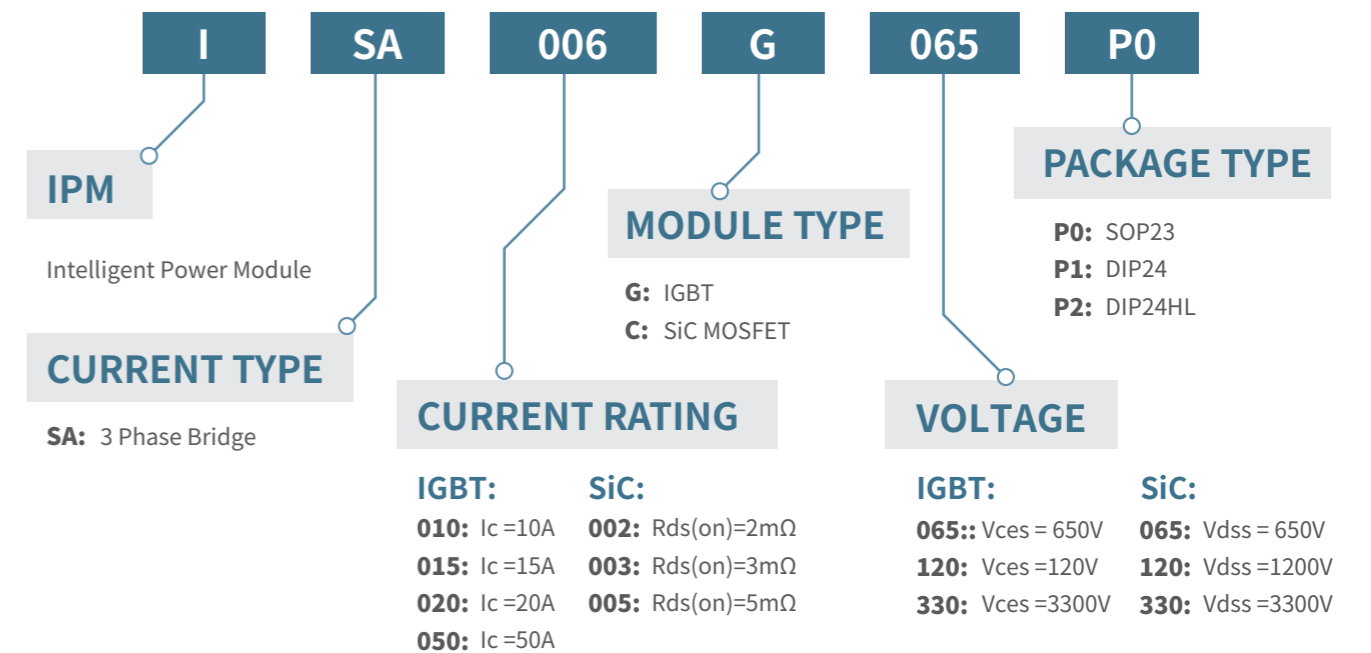 I SA 006 G 065 P0
IPM
Intelligent Power Module
CURRENT TYPE
SA: 3 Phase Bridge
CURRENT RATING
IGBT:
010: Ic =10A
015: Ic =15A
020: Ic =20A
050: Ic =50A
SiC:
002: Rds(on)=2mΩ
003: Rds(on)=3mΩ
005: Rds(on)=5mΩ
MODULE TYPE
G: IGBT
C: SiC MOSFET
VOLTAGE
IGBT:
065:: Vces = 650V
120: Vces =120V
330: Vces =3300V
SiC:
065: Vdss = 650V
120: Vdss =1200V
330: Vdss =3300V
PACKAGE TYPE
P0: SOP23
P1: DIP24
P2: DIP24HL